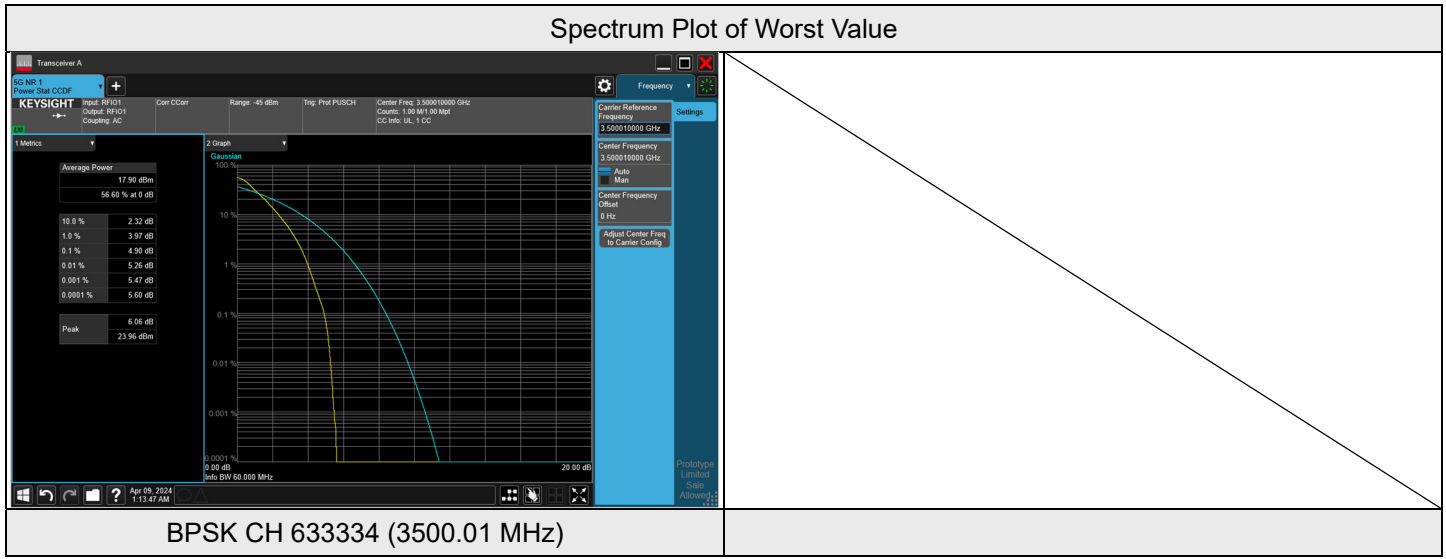 Spectrum Plot of Worst Value
Transceiver A
5G NR 1
Power Stat CCDF
+
Frequency
KEYSIGHT
Input: RFIO1
Output: RFIO1
Coupling: AC
Corr CCorr
Range: -45 dBm
Trig: Prot PUSCH
Center Freq: 3.500010000 GHz
Counts: 1.00 M/1.00 Mpt
CC Info: UL, 1 CC
LXI
Carrier Reference
Frequency
3.500010000 GHz
Settings
Center Frequency
3.500010000 GHz
Auto
Man
Center Frequency
Offset
0 Hz
Adjust Center Freq
to Carrier Config
1 Metrics
Average Power
17.90 dBm
56.60 % at 0 dB
10.0 % 2.32 dB
1.0 % 3.97 dB
0.1 % 4.90 dB
0.01 % 5.26 dB
0.001 % 5.47 dB
0.0001 % 5.60 dB
Peak 6.06 dB
23.96 dBm
2 Graph
Gaussian
100 %
10 %
1 %
0.1 %
0.01 %
0.001 %
0.0001 %
0.00 dB 20.00 dB
Info BW 60.000 MHz
Prototype
Limited
Sale
Allowed
?
Apr 09, 2024
1:13:47 AM
BPSK CH 633334 (3500.01 MHz)